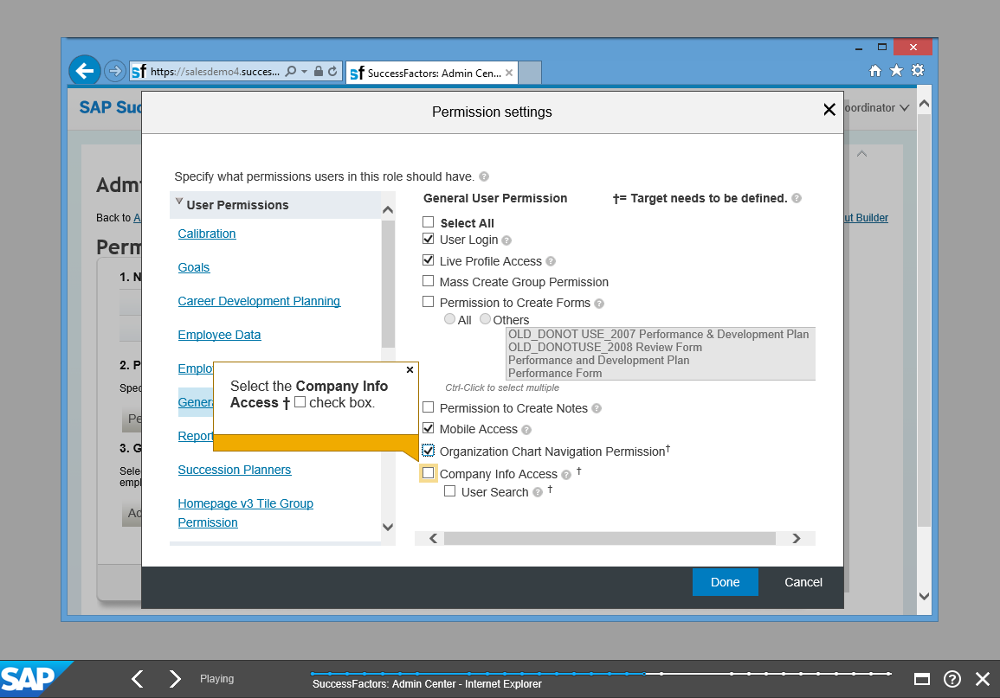 https://salesdemo4.succes...
SuccessFactors: Admin Cen...
SAP Suc
oordinator
Permission settings
Specify what permissions users in this role should have.
Adm
Back to A
ut Builder
Perm
1. N
2. P
Spec
Pe
3. G
Sele
empl
Ad
User Permissions
Calibration
Goals
Career Development Planning
Employee Data
Emplo
Genera
Report
Succession Planners
Homepage v3 Tile Group
Permission
General User Permission
†= Target needs to be defined.
Select All
User Login
Live Profile Access
Mass Create Group Permission
Permission to Create Forms
All Others
OLD_DONOT USE_2007 Performance & Development Plan
OLD_DONOTUSE_2008 Review Form
Performance and Development Plan
Performance Form
Ctrl-Click to select multiple
Permission to Create Notes
Mobile Access
Organization Chart Navigation Permission†
Company Info Access †
User Search †
Select the Company Info
Access † check box.
Done
Cancel
SAP
Playing
SuccessFactors: Admin Center - Internet Explorer